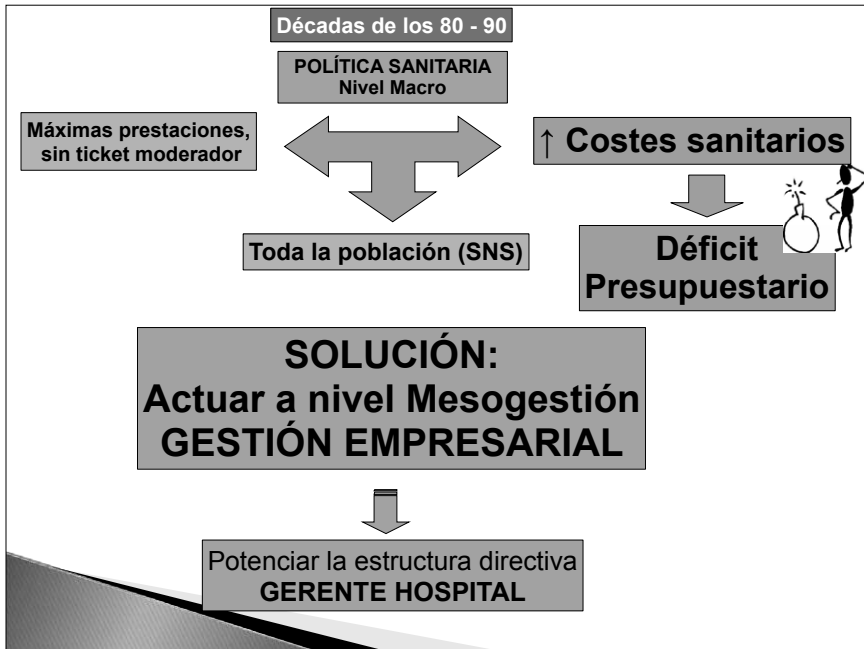 Décadas de los 80 - 90
POLÍTICA SANITARIA
Nivel Macro
Máximas prestaciones,
sin ticket moderador
↑ Costes sanitarios
Toda la población (SNS)
Déficit
Presupuestario
SOLUCIÓN:
Actuar a nivel Mesogestión
GESTIÓN EMPRESARIAL
Potenciar la estructura directiva
GERENTE HOSPITAL